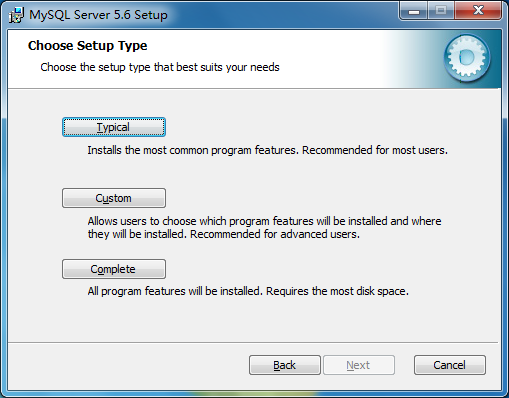 MySQL Server 5.6 Setup
Choose Setup Type
Choose the setup type that best suits your needs
Typical
Installs the most common program features. Recommended for most users.
Custom
Allows users to choose which program features will be installed and where
they will be installed. Recommended for advanced users.
Complete
All program features will be installed. Requires the most disk space.
Back Next Cancel